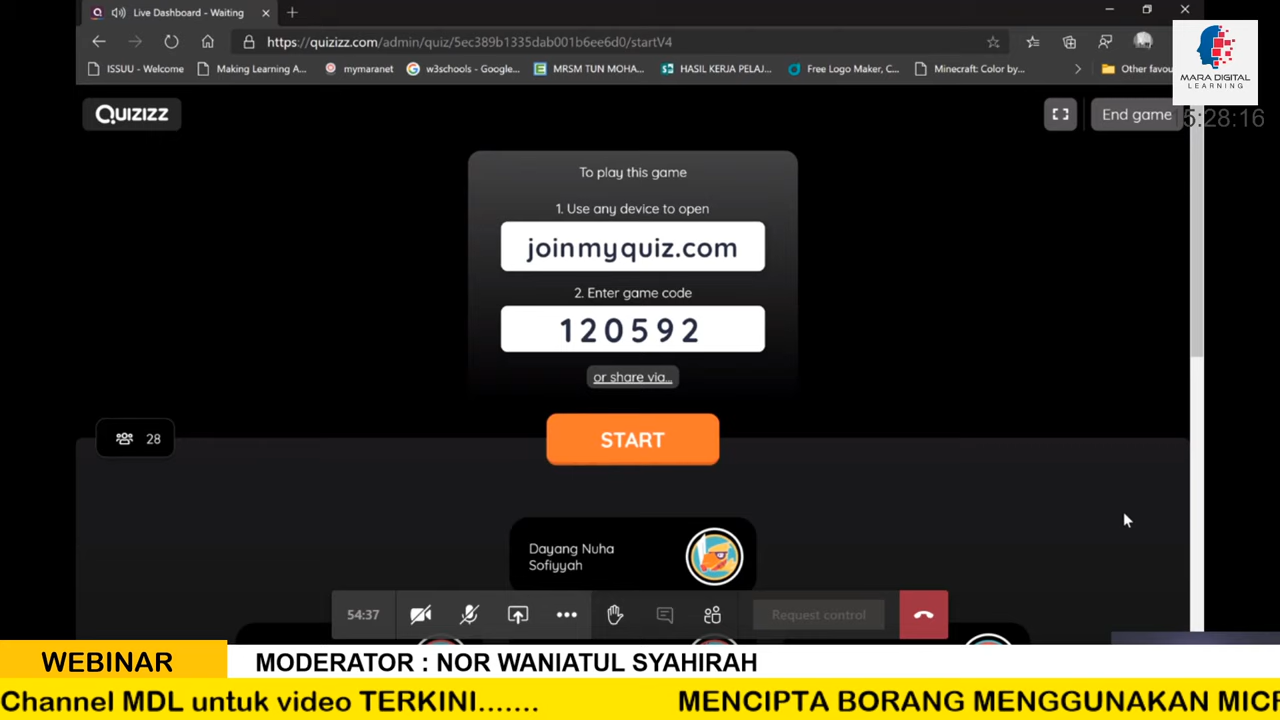 Live Dashboard - Waiting
https://quizizz.com/admin/quiz/5ec389b1335dab001b6ee6d0/startV4
ISSUU - Welcome
Making Learning A...
mymaranet
w3schools - Google...
MRSM TUN MOHA...
HASIL KERJA PELAJ...
Free Logo Maker, C...
Minecraft: Color by...
Other favou
MARA DIGITAL
LEARNING
QUIZIZZ
End game
5:28:16
To play this game
1. Use any device to open
joinmyquiz.com
2. Enter game code
120592
or share via...
28
START
Dayang Nuha
Sofiyyah
54:37
Request control
WEBINAR
MODERATOR : NOR WANIATUL SYAHIRAH
Channel MDL untuk video TERKINI.......
MENCIPTA BORANG MENGGUNAKAN